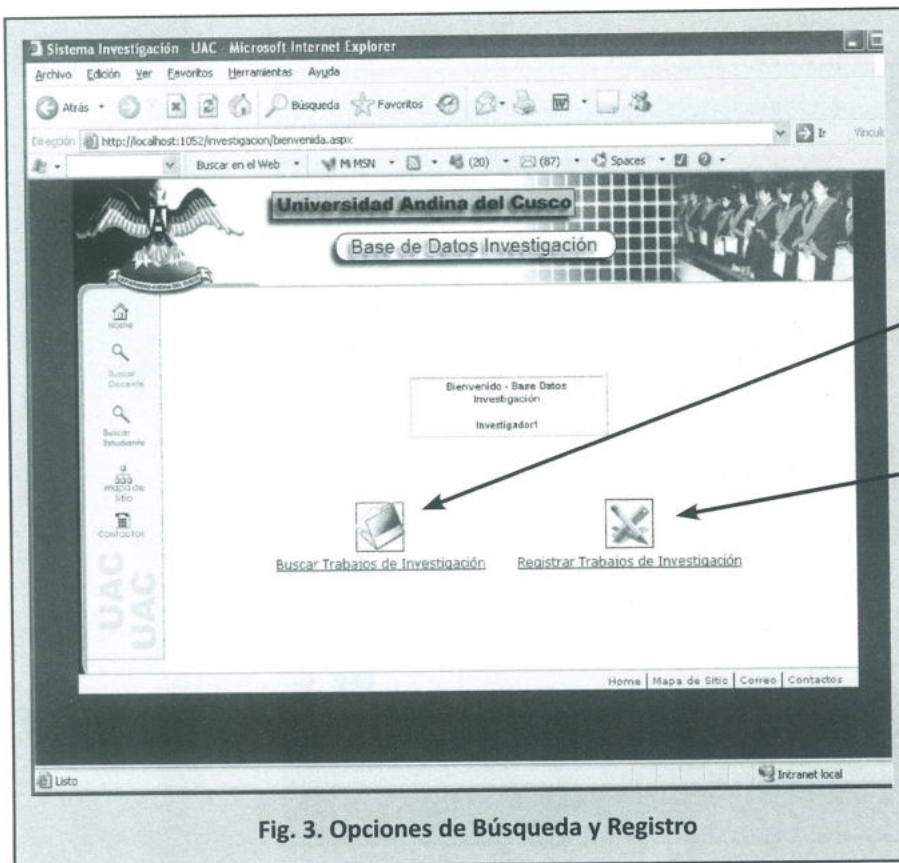 Sistema Investigación UAC - Microsoft Internet Explorer
Archivo Edición Ver Favoritos Herramientas Ayuda
Atrás Búsqueda Favoritos
Dirección http://localhost:1052/investigacion/bienvenida.aspx Ir Víncul
Buscar en el Web Mi MSN (20) (87) Spaces
Universidad Andina del Cusco
Base de Datos Investigación
Home
Buscar
Docente
Buscar
Estudiante
mapa de
Sitio
Contactos
UAC
UAC
Bienvenido - Base Datos
Investigación
Investigador1
Buscar Trabajos de Investigación Registrar Trabajos de Investigación
Home | Mapa de Sitio | Correo | Contactos
Listo Intranet local
Fig. 3. Opciones de Búsqueda y Registro